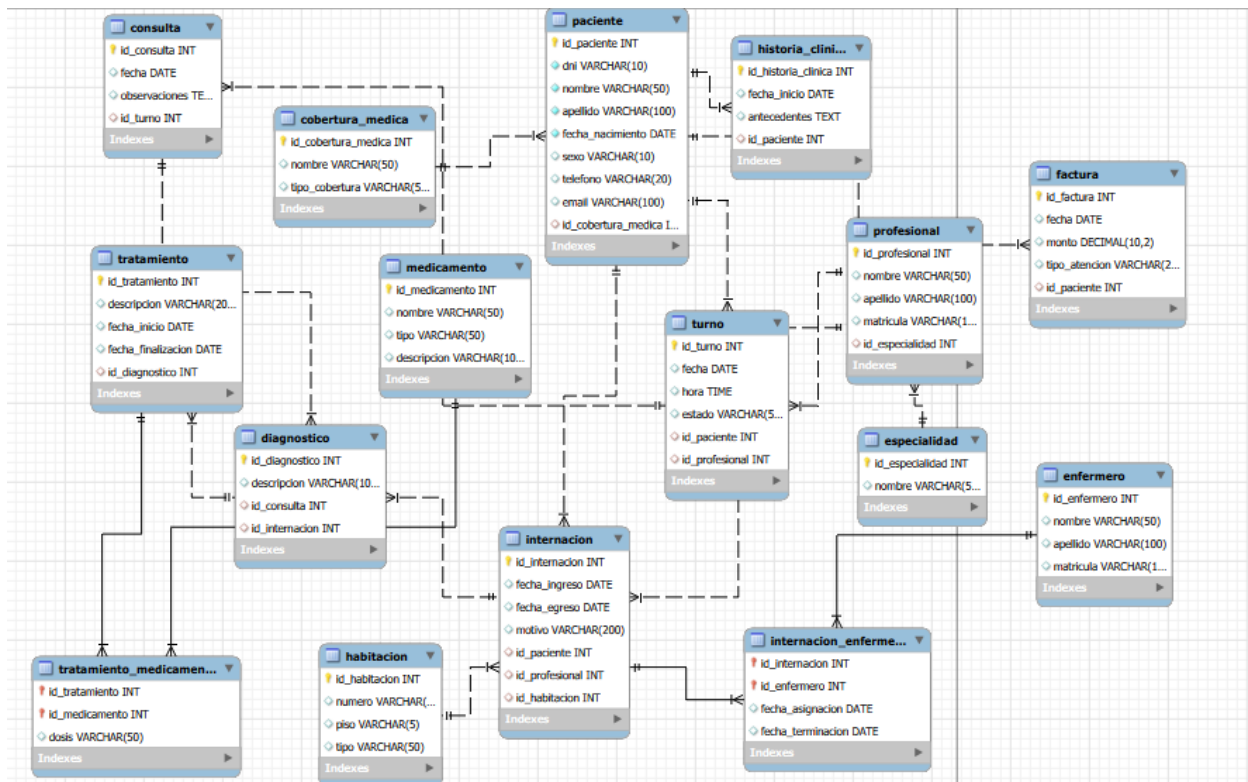 consulta
id_consulta INT
fecha DATE
observaciones TE...
id_turno INT
Indexes
paciente
id_paciente INT
dni VARCHAR(10)
nombre VARCHAR(50)
apellido VARCHAR(100)
fecha_nacimiento DATE
sexo VARCHAR(10)
telefono VARCHAR(20)
email VARCHAR(100)
id_cobertura_medica I...
Indexes
historia_clini...
id_historia_clinica INT
fecha_inicio DATE
antecedentes TEXT
id_paciente INT
Indexes
cobertura_medica
id_cobertura_medica INT
nombre VARCHAR(50)
tipo_cobertura VARCHAR(5...
Indexes
factura
id_factura INT
fecha DATE
monto DECIMAL(10,2)
tipo_atencion VARCHAR(2...
id_paciente INT
Indexes
profesional
id_profesional INT
nombre VARCHAR(50)
apellido VARCHAR(100)
matricula VARCHAR(1...
id_especialidad INT
Indexes
tratamiento
id_tratamiento INT
descripcion VARCHAR(20...
fecha_inicio DATE
fecha_finalizacion DATE
id_diagnostico INT
Indexes
medicamento
id_medicamento INT
nombre VARCHAR(50)
tipo VARCHAR(50)
descripcion VARCHAR(10...
Indexes
turno
id_turno INT
fecha DATE
hora TIME
estado VARCHAR(5...
id_paciente INT
id_profesional INT
Indexes
diagnostico
id_diagnostico INT
descripcion VARCHAR(10...
id_consulta INT
id_internacion INT
Indexes
especialidad
id_especialidad INT
nombre VARCHAR(5...
Indexes
enfermero
id_enfermero INT
nombre VARCHAR(50)
apellido VARCHAR(100)
matricula VARCHAR(1...
Indexes
internacion
id_internacion INT
fecha_ingreso DATE
fecha_egreso DATE
motivo VARCHAR(200)
id_paciente INT
id_profesional INT
id_habitacion INT
Indexes
tratamiento_medicamen...
id_tratamiento INT
id_medicamento INT
dosis VARCHAR(50)
Indexes
habitacion
id_habitacion INT
numero VARCHAR(...
piso VARCHAR(5)
tipo VARCHAR(50)
Indexes
internacion_enferme...
id_internacion INT
id_enfermero INT
fecha_asignacion DATE
fecha_terminacion DATE
Indexes